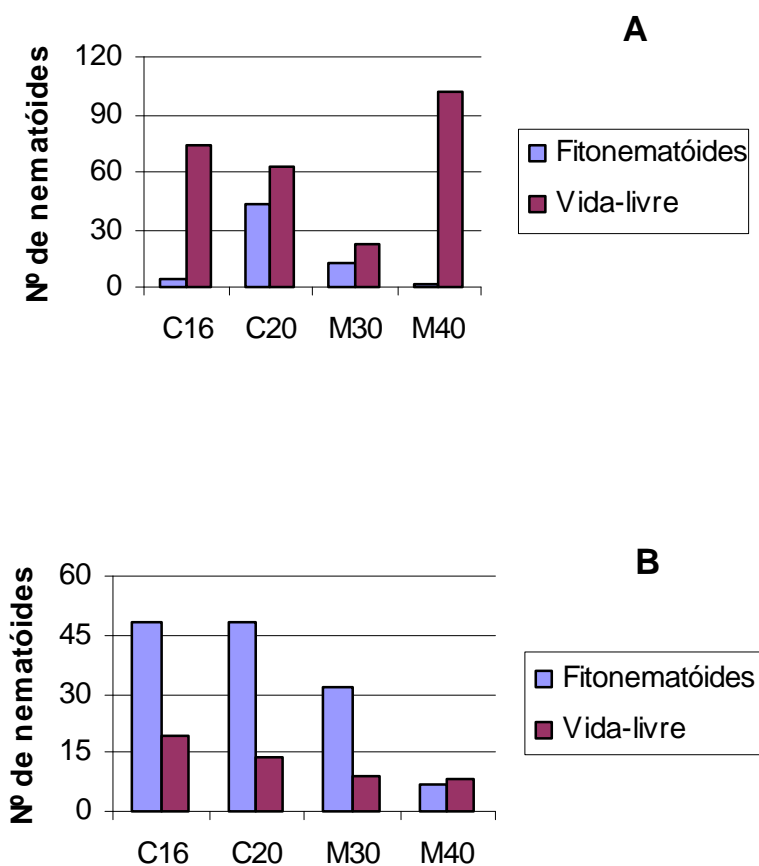 A
Nº de nematóides
120
90
60
30
0
C16 C20 M30 M40
Fitonematóides
Vida-livre
B
Nº de nematóides
60
45
30
15
0
C16 C20 M30 M40
Fitonematóides
Vida-livre